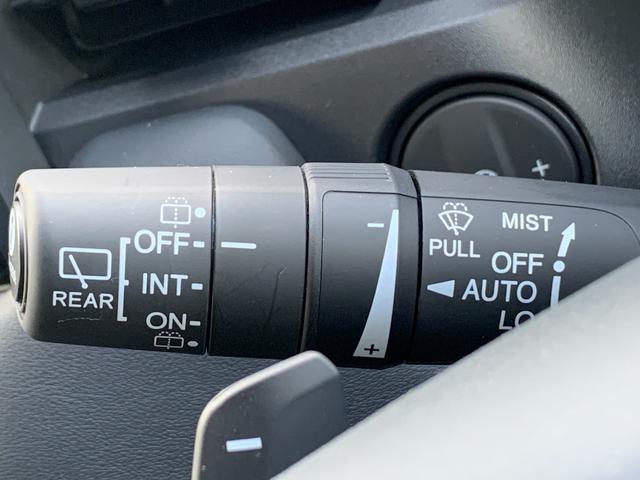 REAR
OFF
INT
ON
PULL
MIST
OFF
AUTO